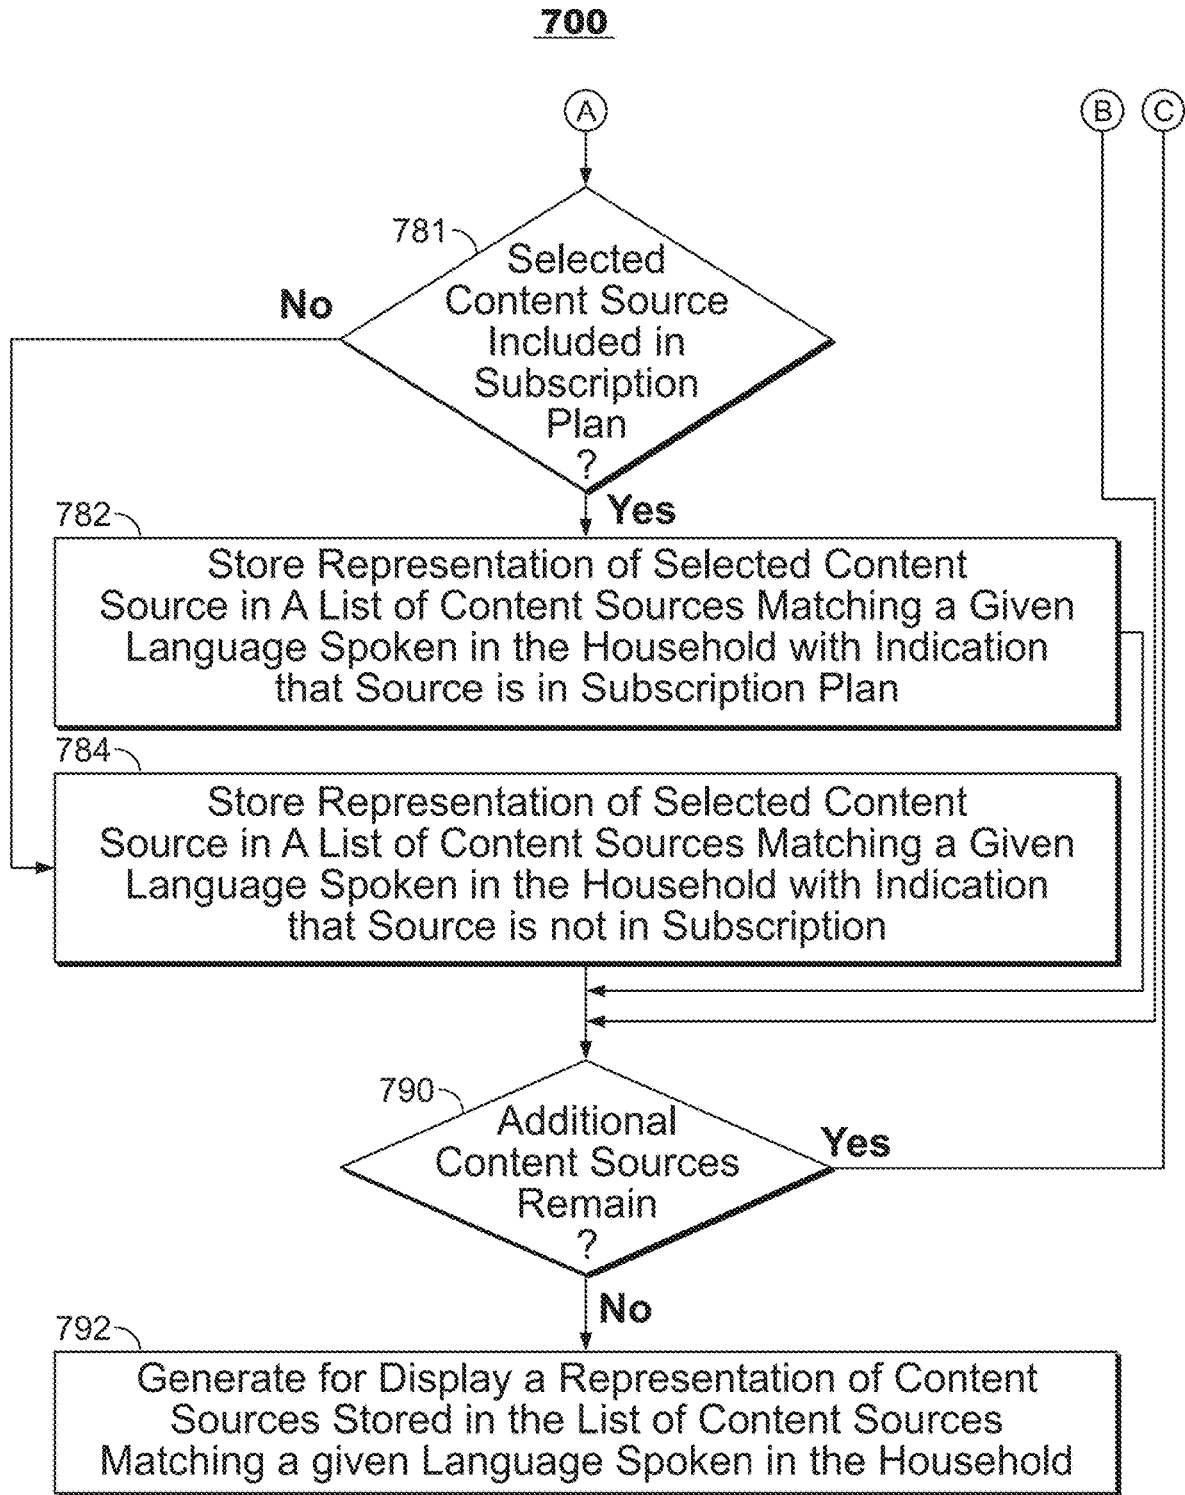 700
A
B
C
781
Selected
Content Source
Included in
Subscription
Plan
?
No
Yes
782
Store Representation of Selected Content
Source in A List of Content Sources Matching a Given
Language Spoken in the Household with Indication
that Source is in Subscription Plan
784
Store Representation of Selected Content
Source in A List of Content Sources Matching a Given
Language Spoken in the Household with Indication
that Source is not in Subscription
790
Additional
Content Sources
Remain
?
Yes
No
792
Generate for Display a Representation of Content
Sources Stored in the List of Content Sources
Matching a given Language Spoken in the Household